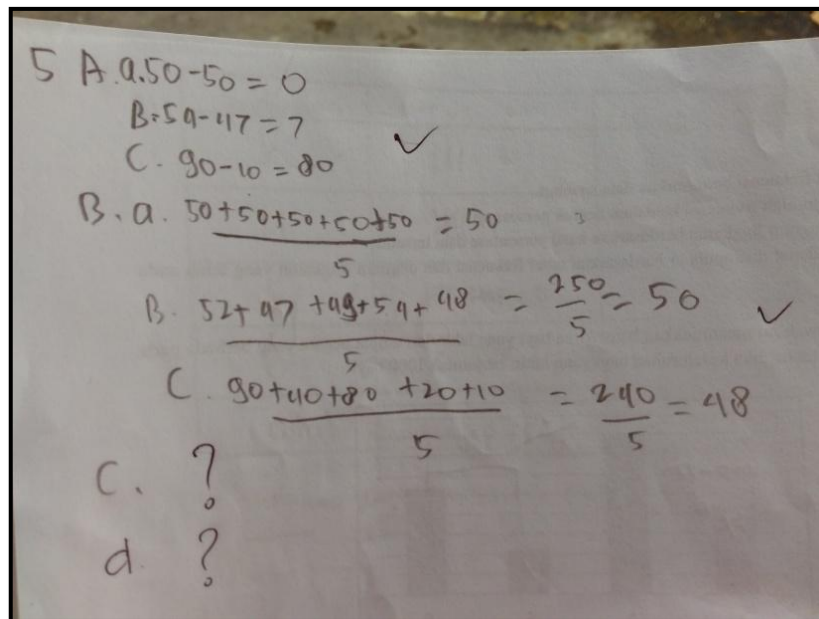 5 A. a. 50-50 = 0
B. 54-47 = 7
C. 90-10 = 80
B. a. 50+50+50+50+50 = 50
5
B. 52+47+49+54+48 = 250 = 50
5 5
C. 90+40+80+20+10 = 240 = 48
5 5
C. ?
d. ?